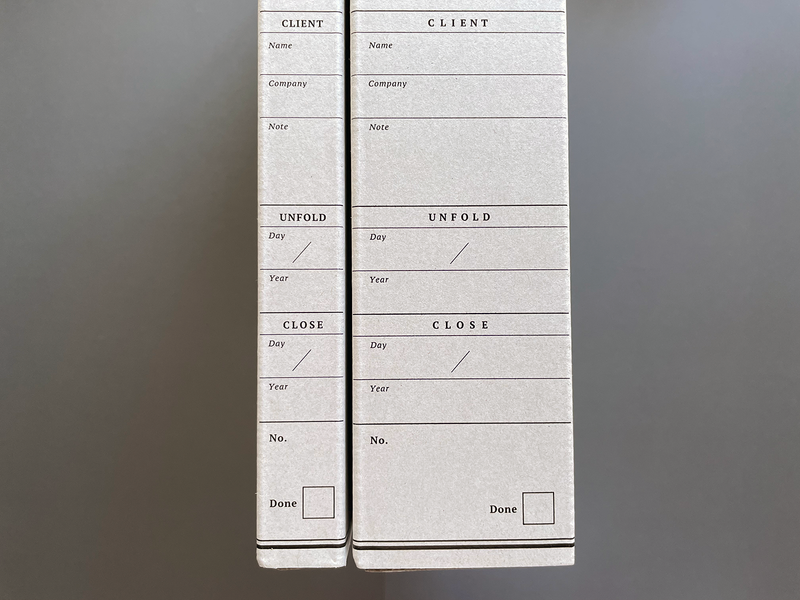 CLIENT
Name
Company
Note
UNFOLD
Day
/
Year
CLOSE
Day
/
Year
No.
Done
CLIENT
Name
Company
Note
UNFOLD
Day
/
Year
CLOSE
Day
/
Year
No.
Done